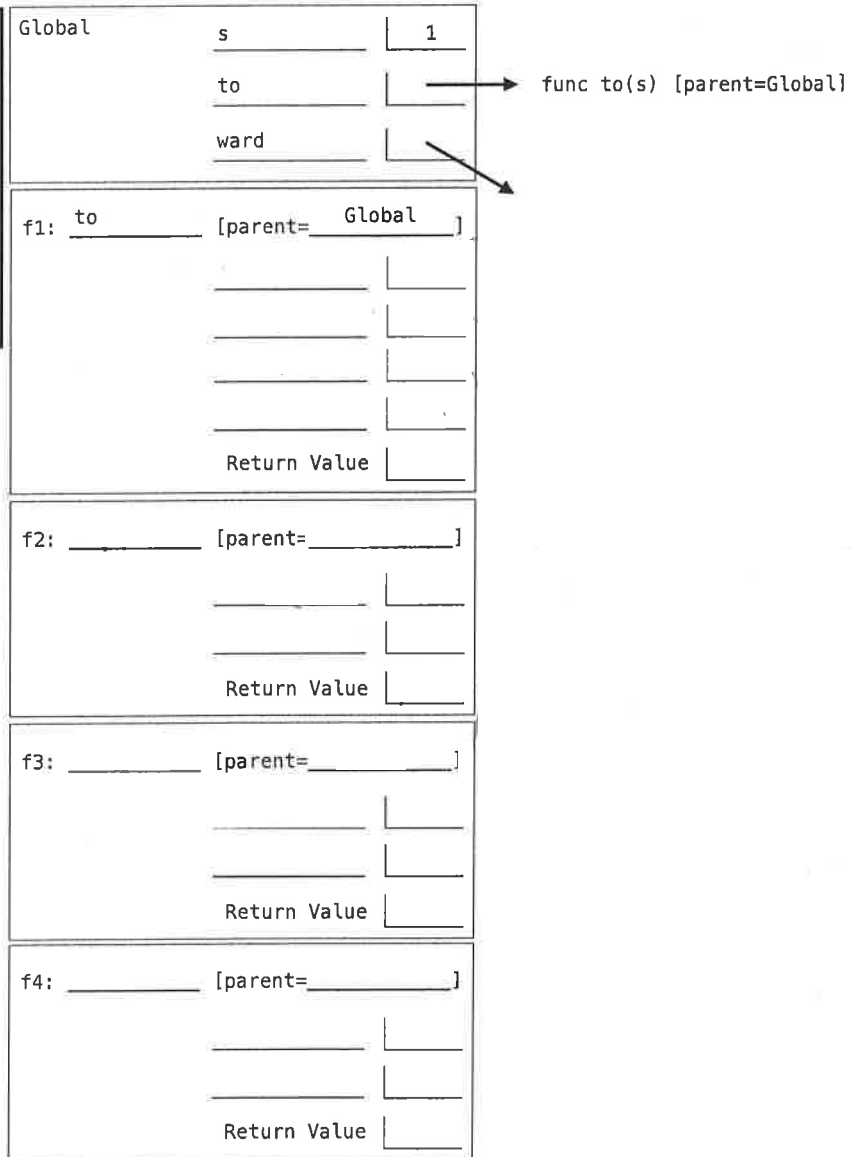 Global s 1
to func to(s) [parent=Global]
ward
f1: to [parent= Global ]
Return Value
f2: [parent= ]
Return Value
f3: [parent= ]
Return Value
f4: [parent= ]
Return Value